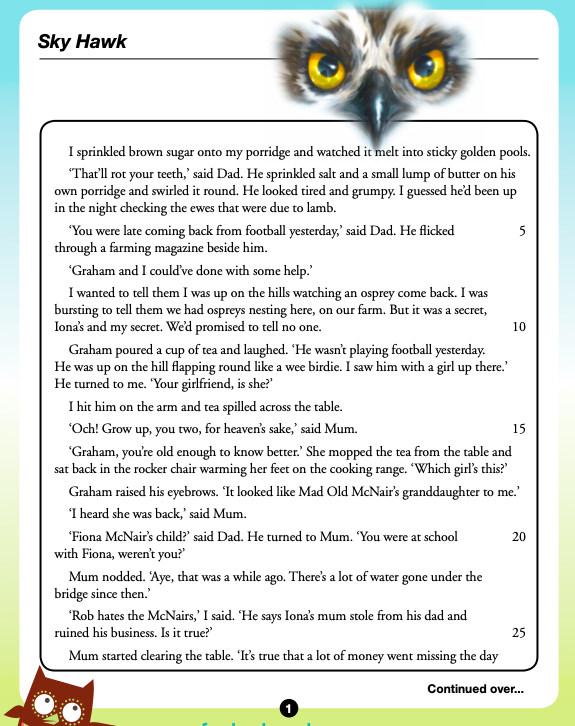 Sky Hawk
I sprinkled brown sugar onto my porridge and watched it melt into sticky golden pools.
‘That’ll rot your teeth,’ said Dad. He sprinkled salt and a small lump of butter on his
own porridge and swirled it round. He looked tired and grumpy. I guessed he’d been up
in the night checking the ewes that were due to lamb.
‘You were late coming back from football yesterday,’ said Dad. He flicked 5
through a farming magazine beside him.
‘Graham and I could’ve done with some help.’
I wanted to tell them I was up on the hills watching an osprey come back. I was
bursting to tell them we had ospreys nesting here, on our farm. But it was a secret,
Iona’s and my secret. We’d promised to tell no one. 10
Graham poured a cup of tea and laughed. ‘He wasn’t playing football yesterday.
He was up on the hill flapping round like a wee birdie. I saw him with a girl up there.’
He turned to me. ‘Your girlfriend, is she?’
I hit him on the arm and tea spilled across the table.
‘Och! Grow up, you two, for heaven’s sake,’ said Mum. 15
‘Graham, you’re old enough to know better.’ She mopped the tea from the table and
sat back in the rocker chair warming her feet on the cooking range. ‘Which girl’s this?’
Graham raised his eyebrows. ‘It looked like Mad Old McNair’s granddaughter to me.’
‘I heard she was back,’ said Mum.
‘Fiona McNair’s child?’ said Dad. He turned to Mum. ‘You were at school 20
with Fiona, weren’t you?’
Mum nodded. ‘Aye, that was a while ago. There’s a lot of water gone under the
bridge since then.’
‘Rob hates the McNairs,’ I said. ‘He says Iona’s mum stole from his dad and
ruined his business. Is it true?’ 25
Mum started clearing the table. ‘It’s true that a lot of money went missing the day
Continued over...
1